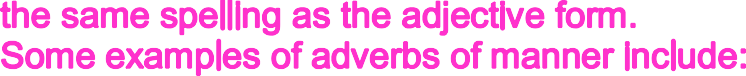 the same spelling as the adjective form.
Some examples of adverbs of manner include: